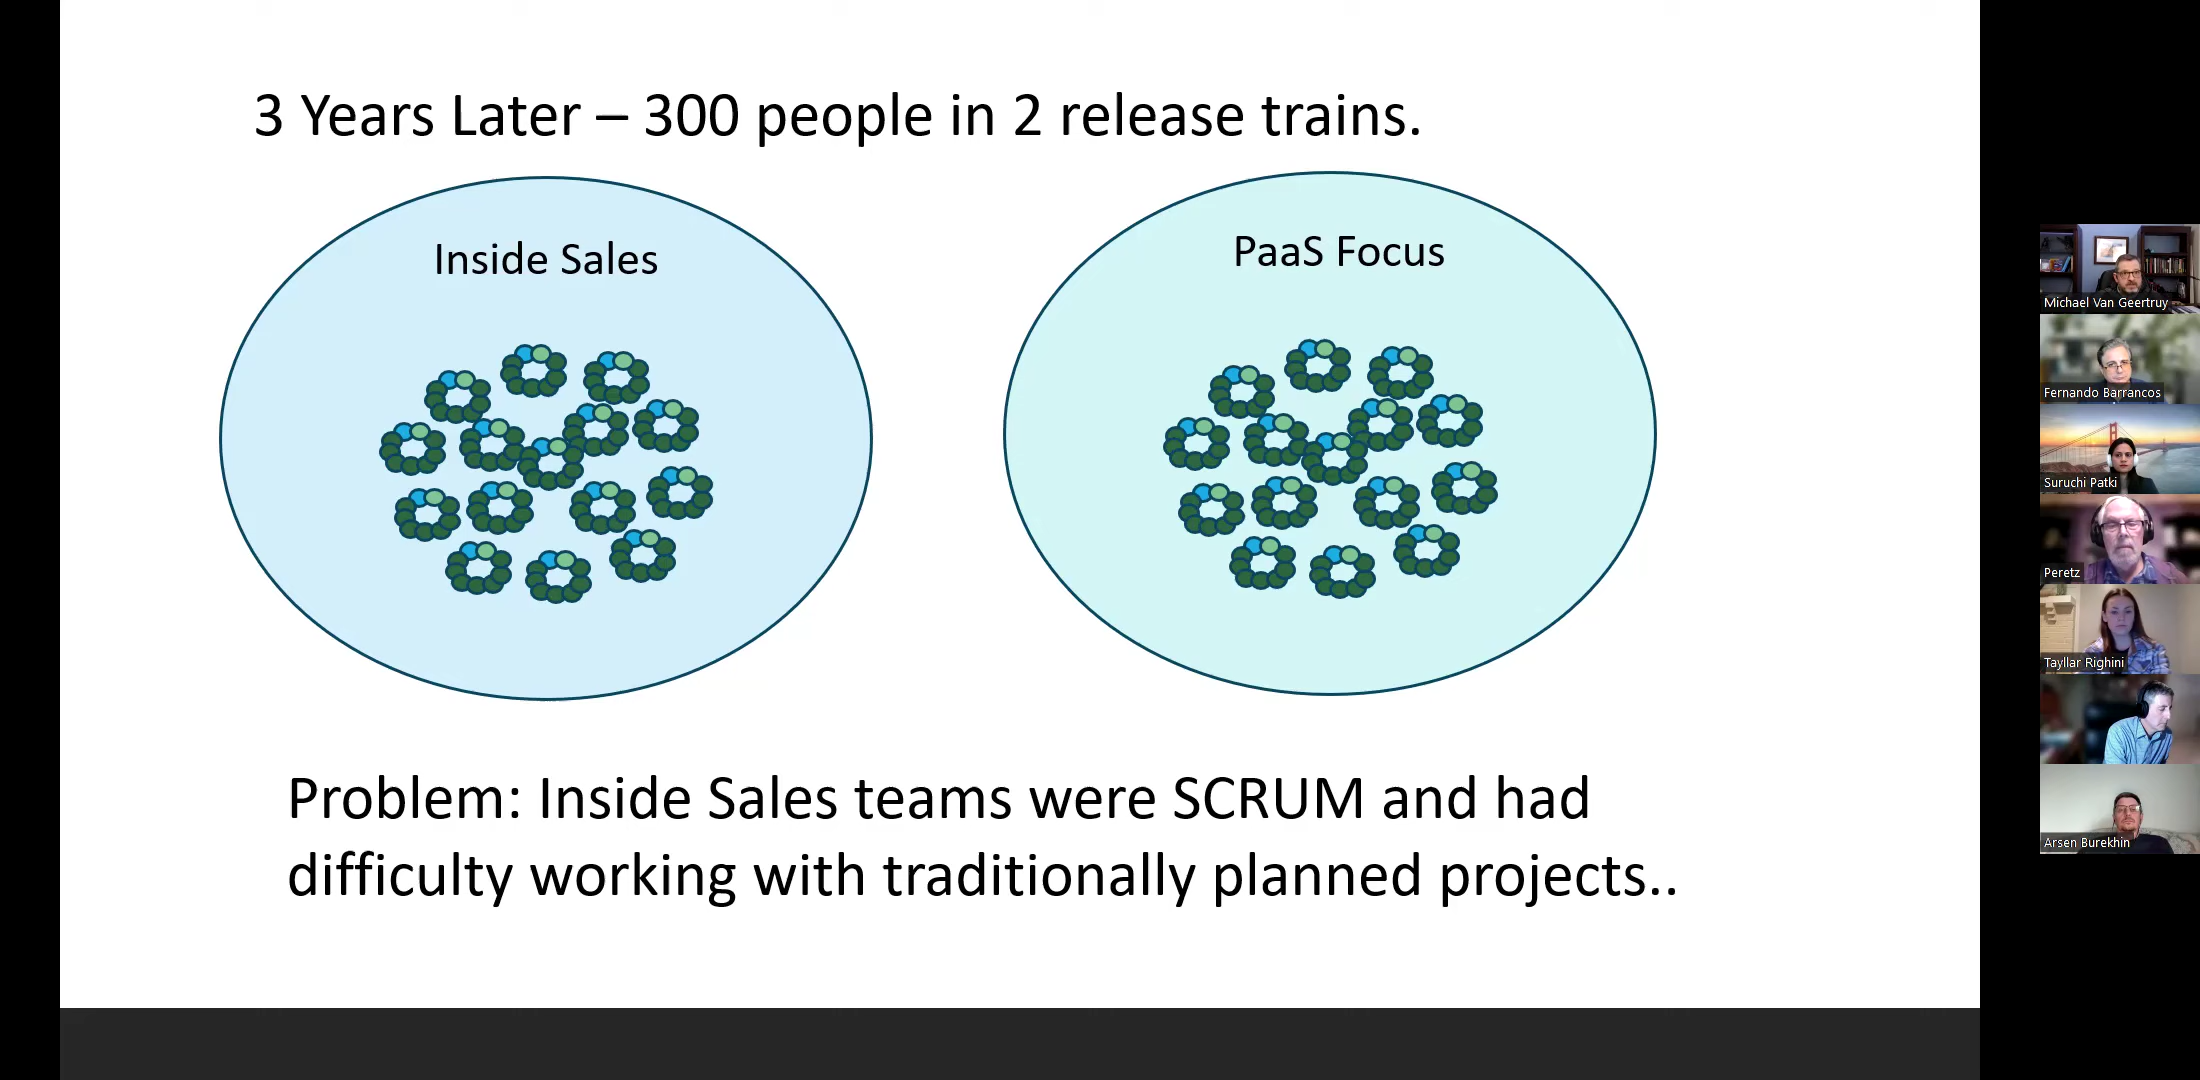 3 Years Later – 300 people in 2 release trains.
Inside Sales
PaaS Focus
Problem: Inside Sales teams were SCRUM and had
difficulty working with traditionally planned projects..
Michael Van Geertruy
Fernando Barrancos
Suruchi Patki
Peretz
Tayllar Righini
Arsen Burekhin